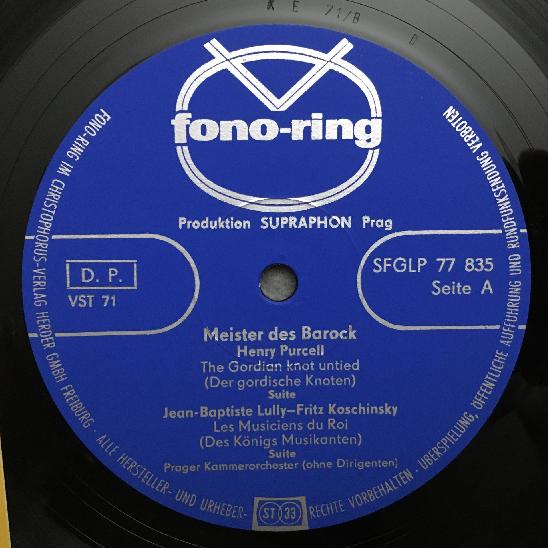 K E 71/B D
fono-ring
Produktion SUPRAPHON Prag
D. P.
VST 71
SFGLP 77 835
Seite A
Meister des Barock
Henry Purcell
The Gordian knot untied
(Der gordische Knoten)
Suite
Jean-Baptiste Lully–Fritz Koschinsky
Les Musiciens du Roi
(Des Königs Musikanten)
Suite
Prager Kammerorchester (ohne Dirigenten)
ST 33
FONO-RING IM CHRISTOPHORUS-VERLAG HERDER GMBH FREIBURG · ALLE HERSTELLER- UND URHEBER- RECHTE VORBEHALTEN · ÜBERSPIELUNG, ÖFFENTLICHE AUFFÜHRUNG UND RUNDFUNKSENDUNG VERBOTEN